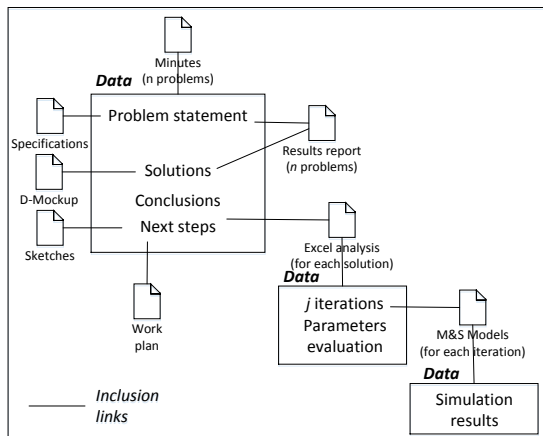 Minutes
(n problems)
Data
Problem statement
Specifications
Results report
(n problems)
Solutions
D-Mockup
Conclusions
Next steps
Sketches
Excel analysis
(for each solution)
Data
Work
plan
j iterations
Parameters
evaluation
M&S Models
(for each iteration)
Data
Simulation
results
Inclusion
links